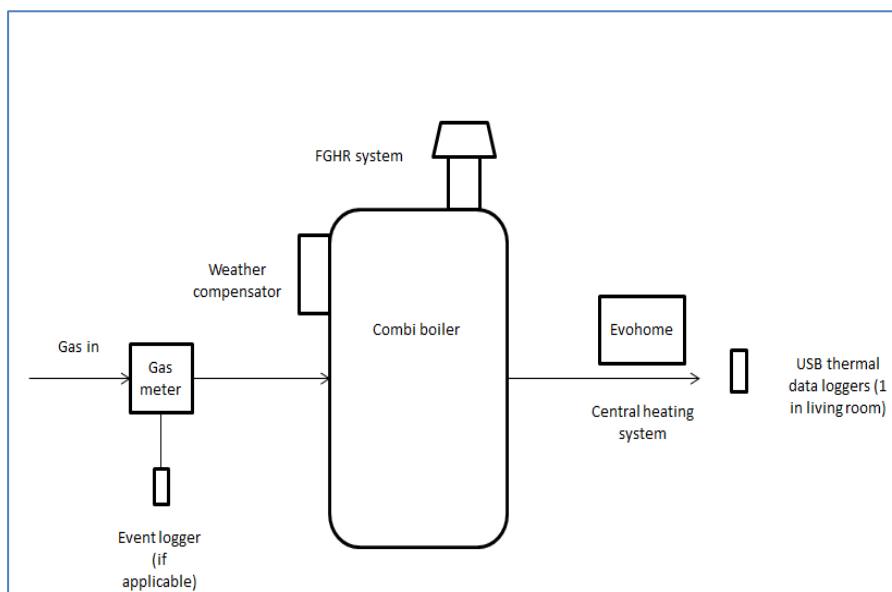 FGHR system
Weather
compensator
Combi boiler
Evohome
Gas in
Gas
meter
USB thermal
data loggers (1
in living room)
Central heating
system
Event logger
(if
applicable)